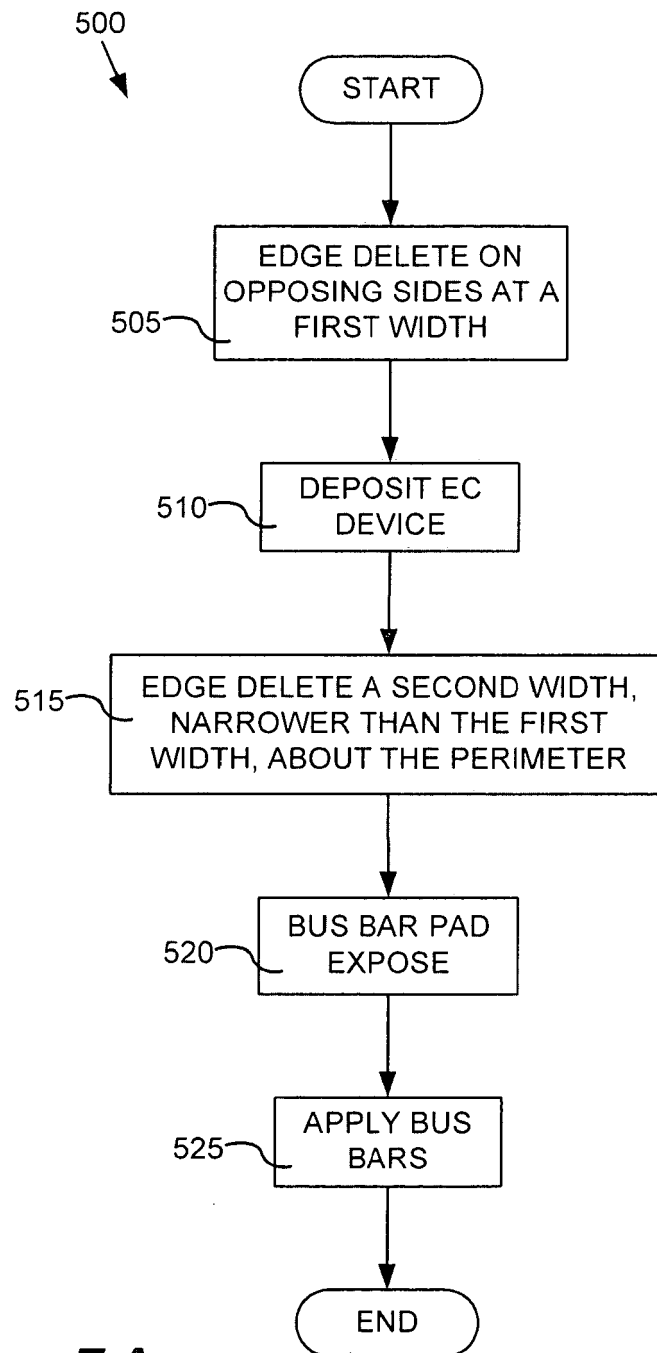 500
START
EDGE DELETE ON
OPPOSING SIDES AT A
FIRST WIDTH
505
DEPOSIT EC
DEVICE
510
EDGE DELETE A SECOND WIDTH,
NARROWER THAN THE FIRST
WIDTH, ABOUT THE PERIMETER
515
BUS BAR PAD
EXPOSE
520
APPLY BUS
BARS
525
END